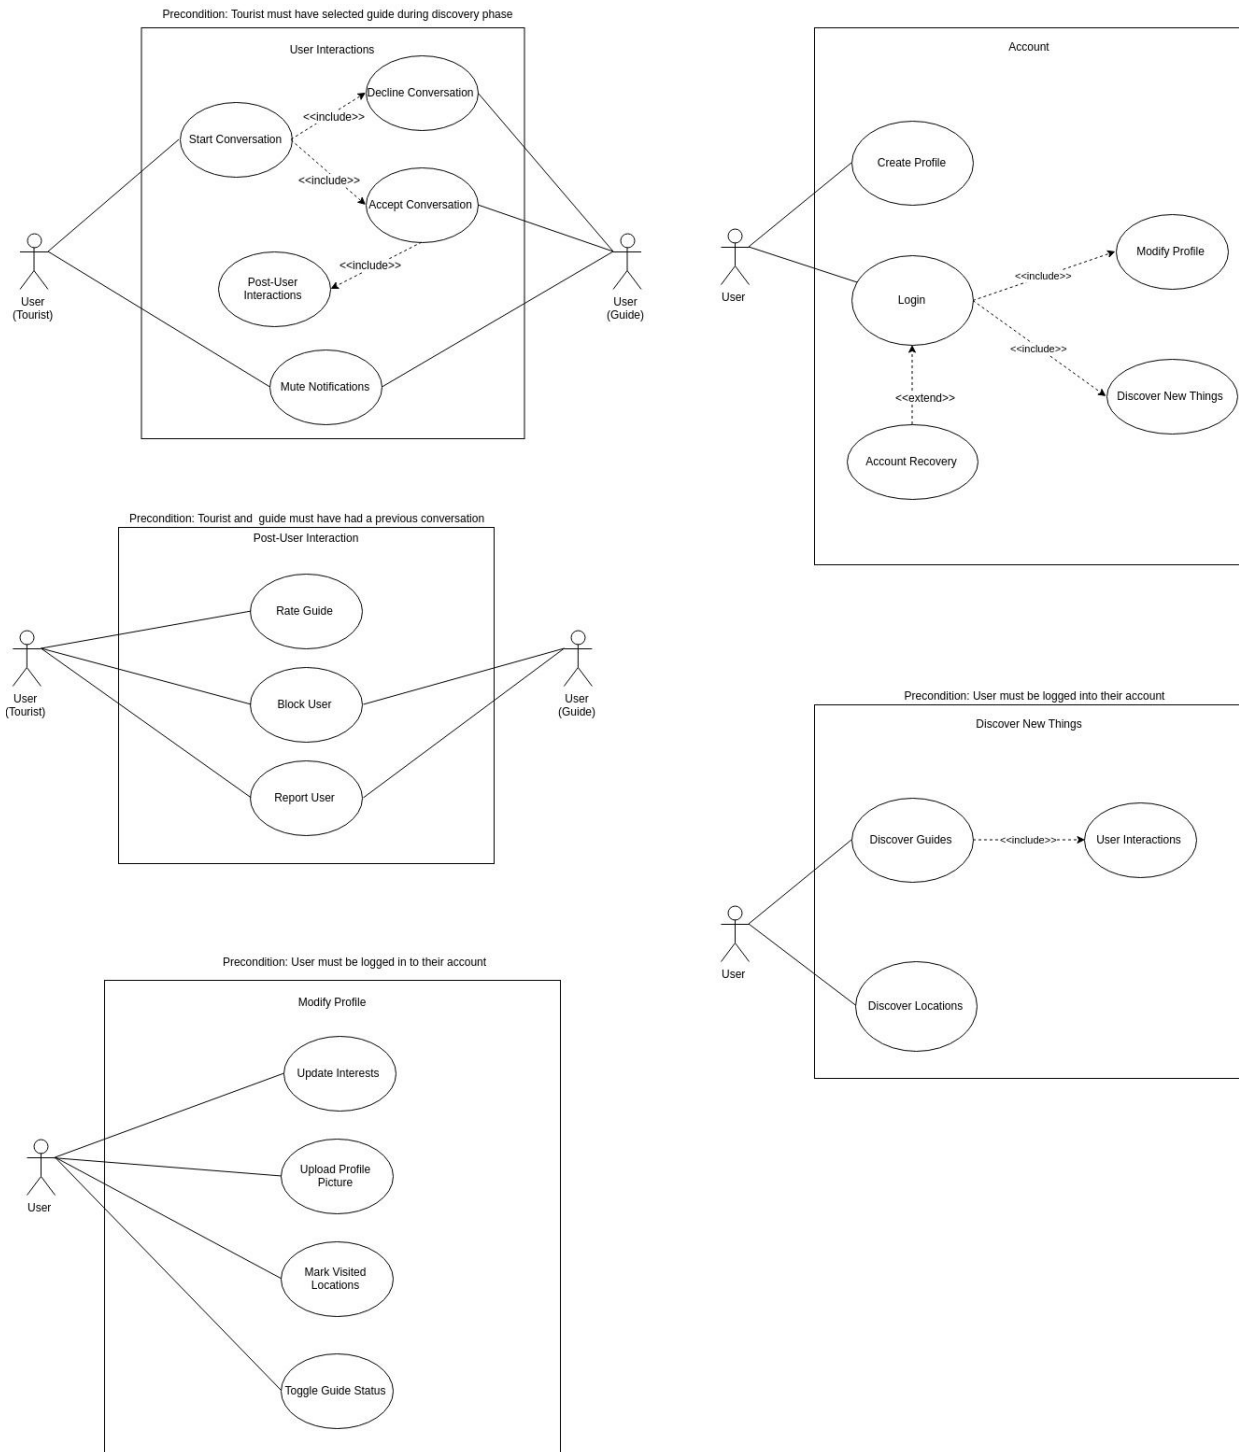 Precondition: Tourist must have selected guide during discovery phase
User Interactions
Decline Conversation
<<include>>
Start Conversation
<<include>>
Accept Conversation
<<include>>
Post-User
Interactions
User
(Tourist)
User
(Guide)
Mute Notifications
Account
Create Profile
User
Login
Modify Profile
<<include>>
<<include>>
Discover New Things
<<extend>>
Account Recovery
Precondition: Tourist and  guide must have had a previous conversation
Post-User Interaction
Rate Guide
User
(Tourist)
Block User
User
(Guide)
Report User
Precondition: User must be logged into their account
Discover New Things
Discover Guides
<<include>>
User Interactions
User
Discover Locations
Precondition: User must be logged in to their account
Modify Profile
Update Interests
Upload Profile
Picture
User
Mark Visited
Locations
Toggle Guide Status